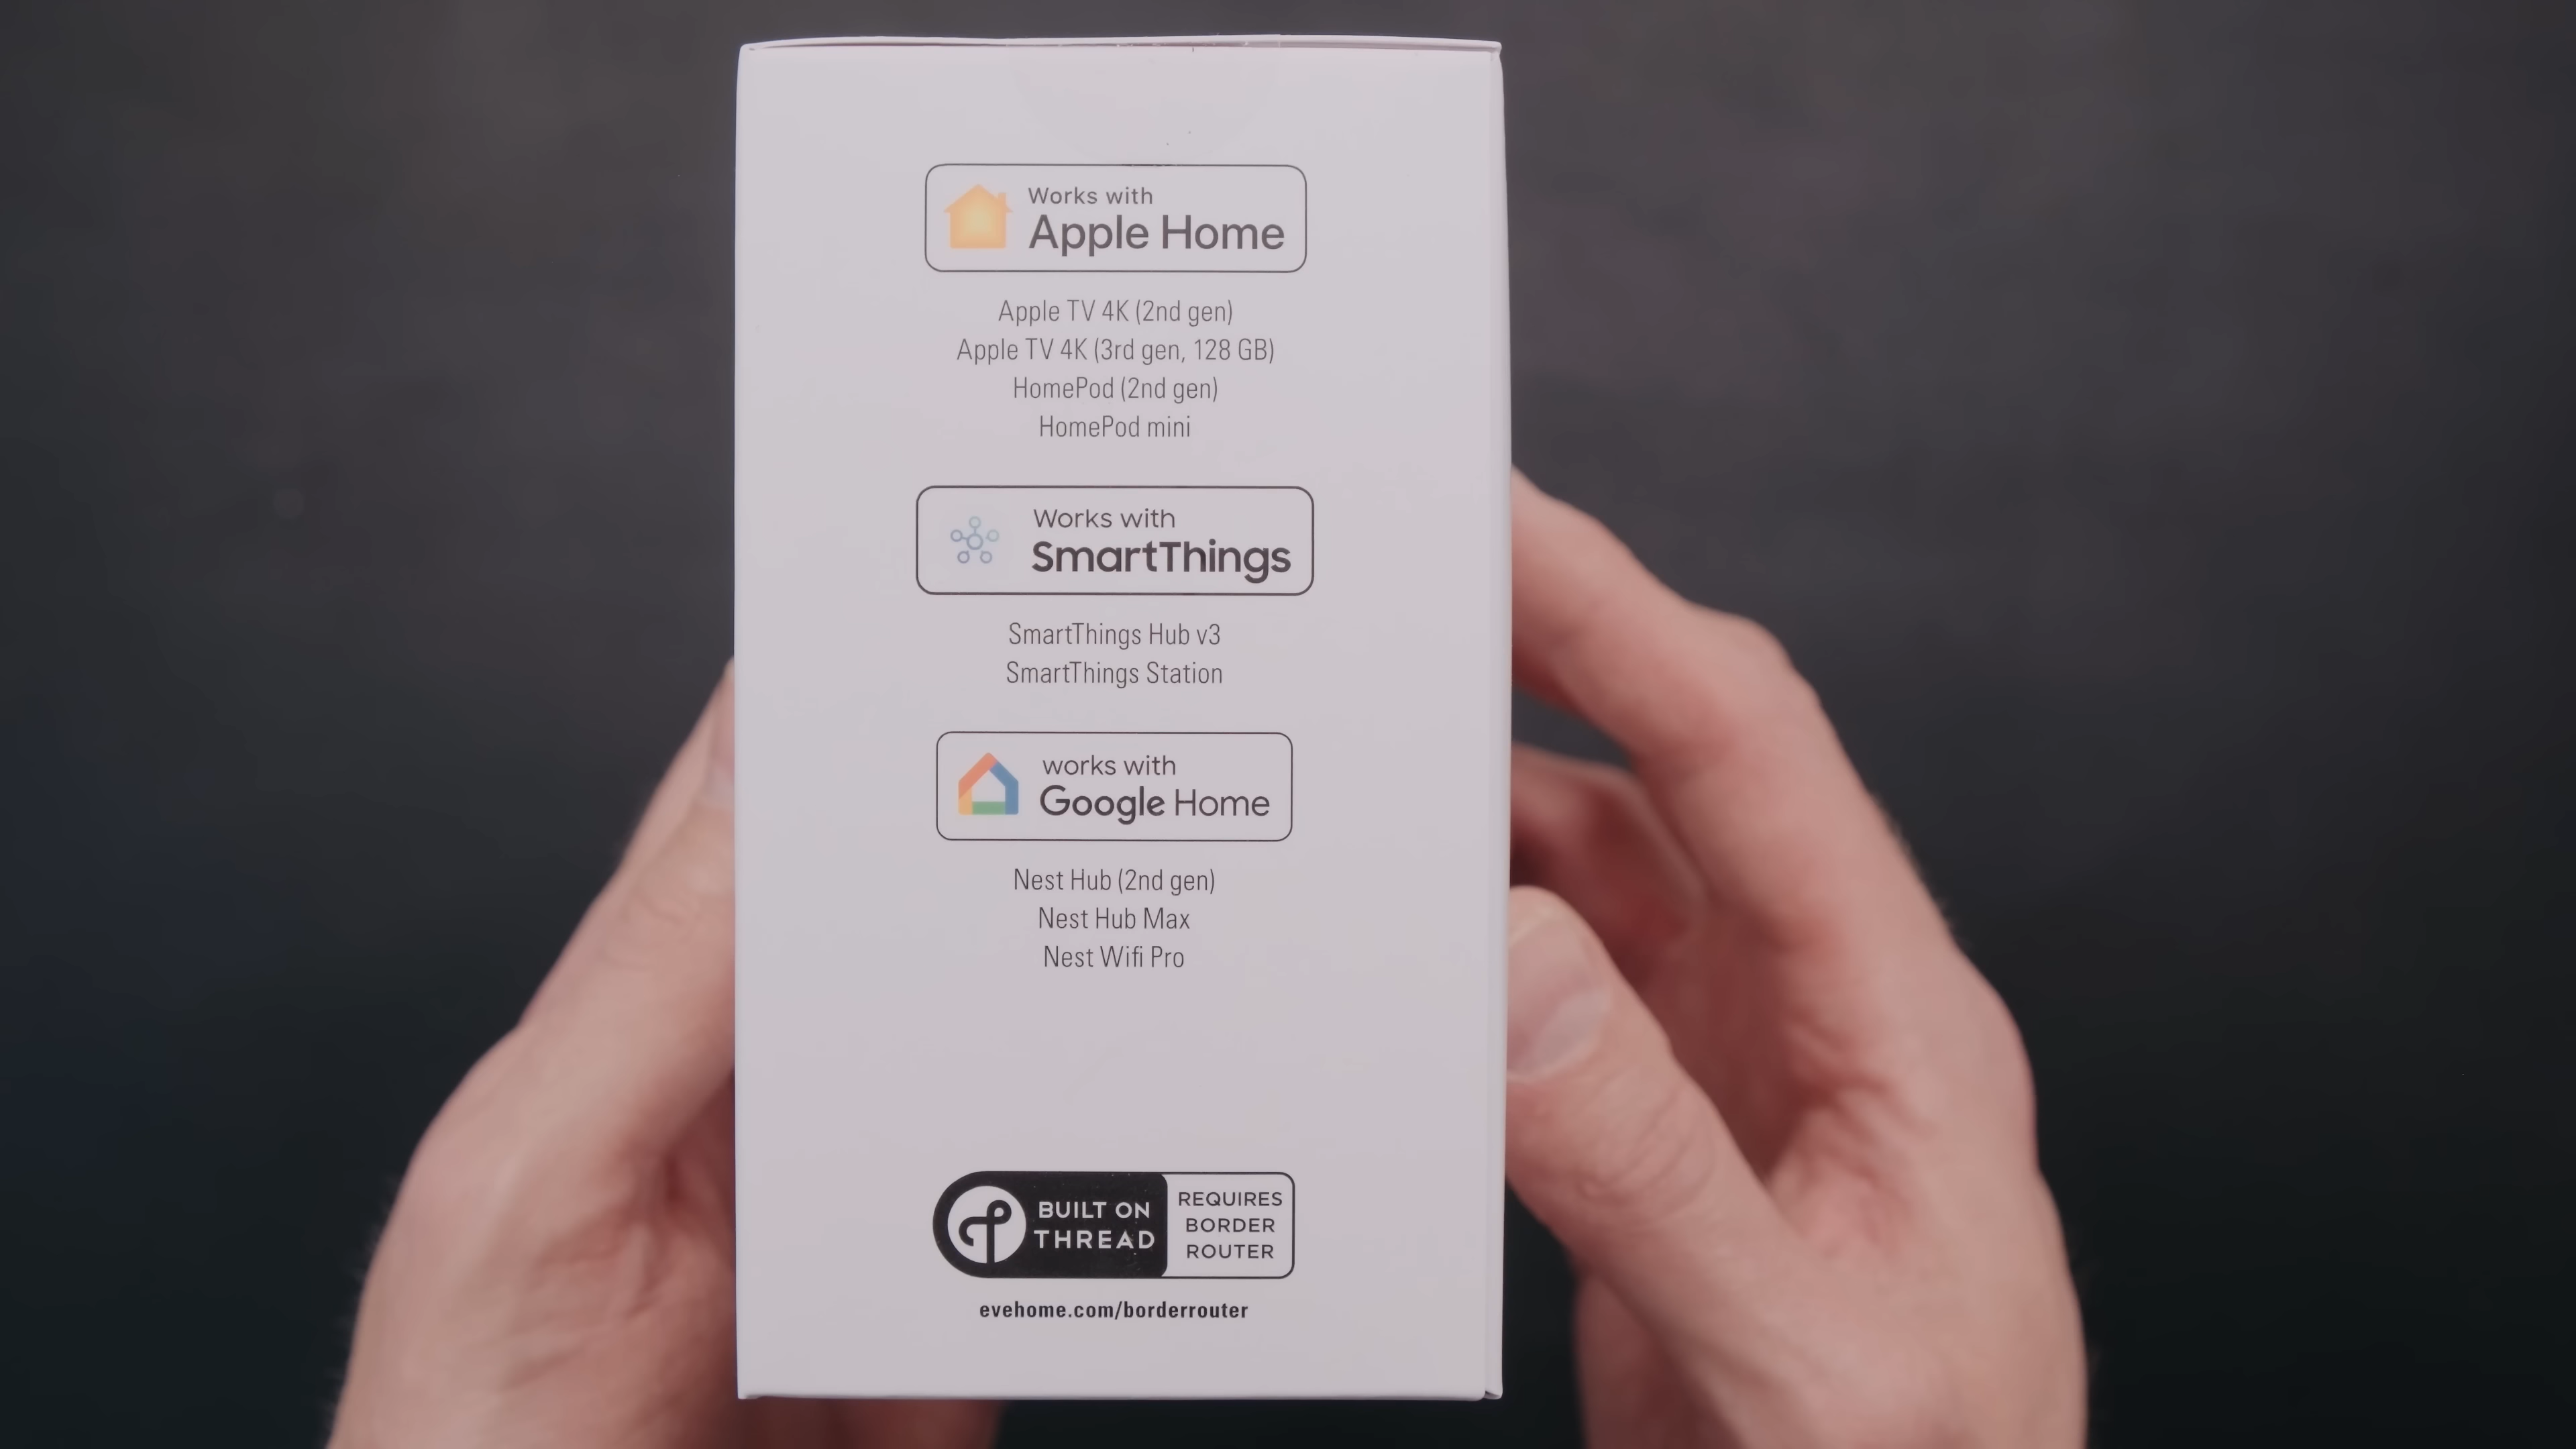 Works with
Apple Home
Apple TV 4K (2nd gen)
Apple TV 4K (3rd gen, 128 GB)
HomePod (2nd gen)
HomePod mini
Works with
SmartThings
SmartThings Hub v3
SmartThings Station
works with
Google Home
Nest Hub (2nd gen)
Nest Hub Max
Nest Wifi Pro
BUILT ON
THREAD
REQUIRES
BORDER
ROUTER
evehome.com/borderrouter